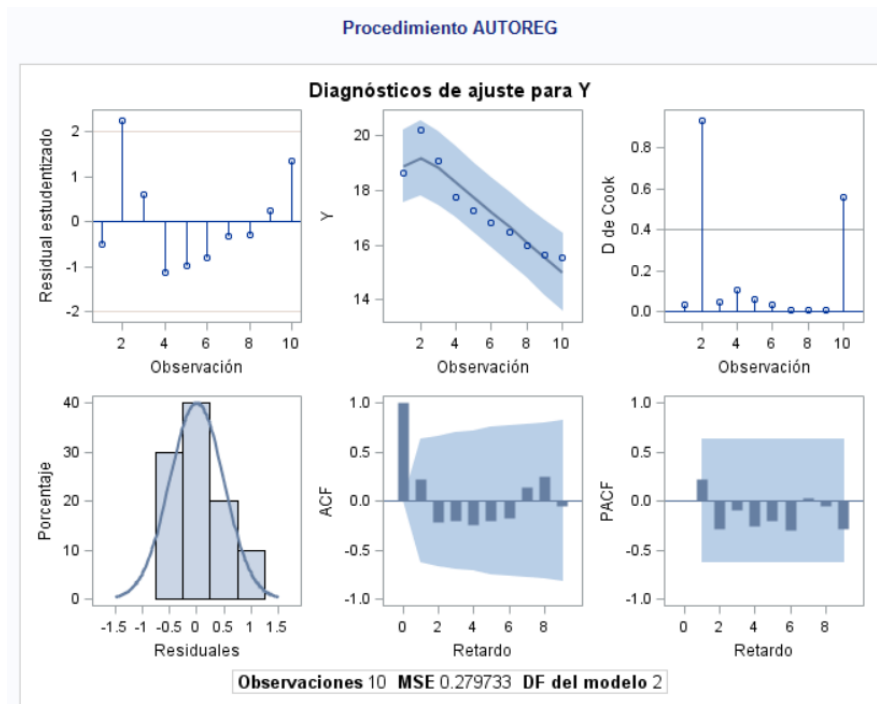 Procedimiento AUTOREG
Diagnósticos de ajuste para Y
Residual estudentizado
2
1
0
-1
-2
2 4 6 8 10
Observación
Y
20
18
16
14
2 4 6 8 10
Observación
D de Cook
0.8
0.6
0.4
0.2
0.0
2 4 6 8 10
Observación
Porcentaje
40
30
20
10
0
-1.5 -1 -0.5 0 0.5 1 1.5
Residuales
ACF
1.0
0.5
0.0
-0.5
-1.0
0 2 4 6 8
Retardo
PACF
1.0
0.5
0.0
-0.5
-1.0
0 2 4 6 8
Retardo
Observaciones 10 MSE 0.279733 DF del modelo 2